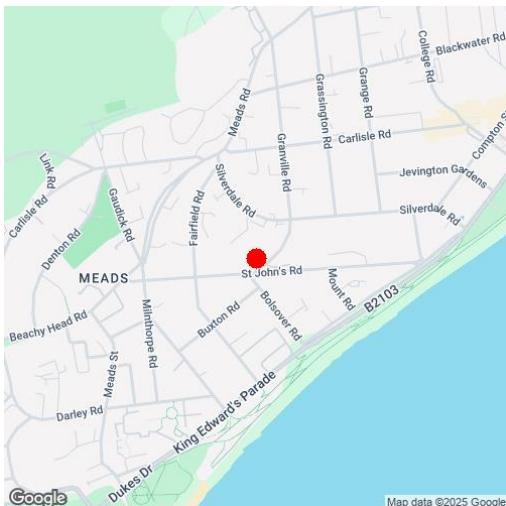 Blackwater Rd
College Rd
Grange Rd
Grassington Rd
Meads Rd
Granville Rd
Carlisle Rd
Compton S
Link Rd
Silverdale Rd
Jevington Gardens
Gaudick Rd
Fairfield Rd
Carlisle Rd
Denton Rd
Silverdale Rd
MEADS
St John's Rd
Mount Rd
B2103
Beachy Head Rd
Milnthorpe Rd
Buxton Rd
Bolsover Rd
Meads St
King Edward's Parade
Darley Rd
Dukes Dr
Google
Map data ©2025 Google